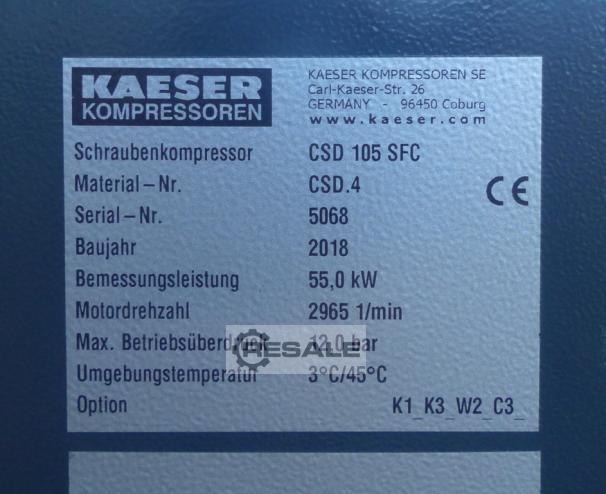 KAESER
KOMPRESSOREN
KAESER KOMPRESSOREN SE
Carl-Kaeser-Str. 26
GERMANY - 96450 Coburg
www.kaeser.com
Schraubenkompressor CSD 105 SFC
Material-Nr. CSD.4
CE
Serial-Nr. 5068
Baujahr 2018
Bemessungsleistung 55,0 kW
Motordrehzahl 2965 1/min
Max. Betriebsüberdruck 12,0 bar
RESALE
Umgebungstemperatur 3°C/45°C
Option K1_K3_W2_C3_